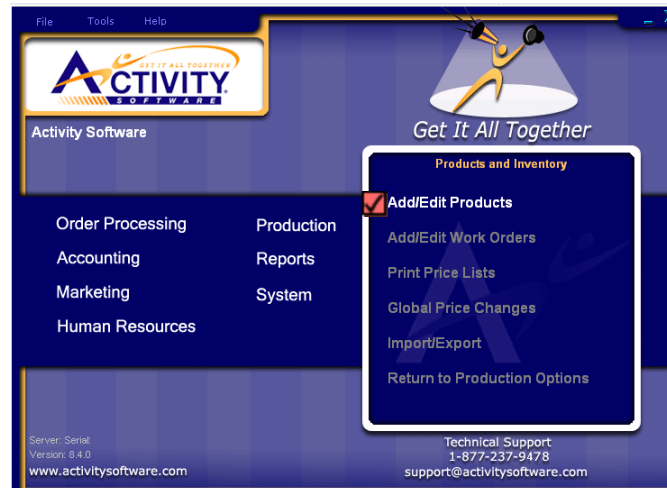 File Tools Help
GET IT ALL TOGETHER
ACTIVITY®
SOFTWARE
Activity Software
Get It All Together
Products and Inventory
Add/Edit Products
Add/Edit Work Orders
Print Price Lists
Global Price Changes
Import/Export
Return to Production Options
Order Processing
Production
Accounting
Reports
Marketing
System
Human Resources
Server: Serial:
Version: 8.4.0
www.activitysoftware.com
Technical Support
1-877-237-9478
support@activitysoftware.com